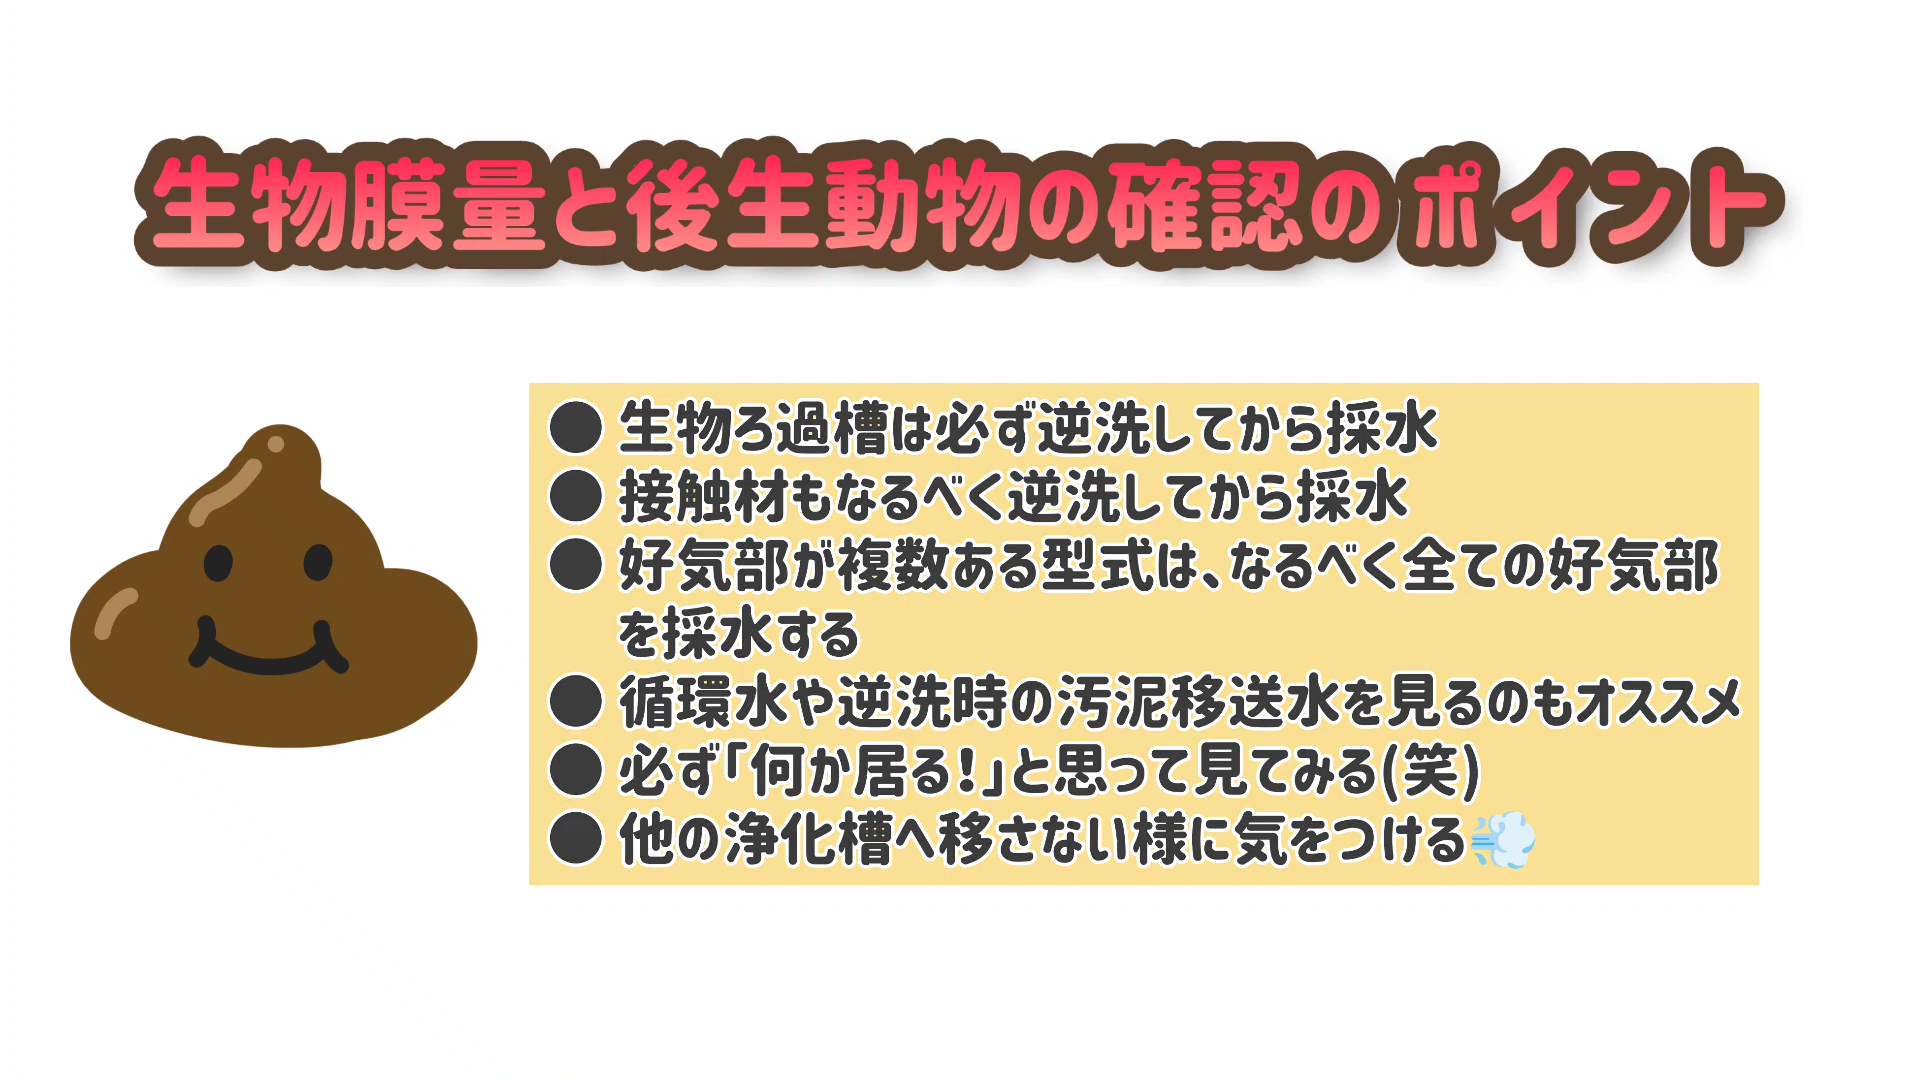 生物膜量と後生動物の確認のポイント
● 生物ろ過槽は必ず逆洗してから採水
● 接触材もなるべく逆洗してから採水
● 好気部が複数ある型式は、なるべく全ての好気部
を採水する
● 循環水や逆洗時の汚泥移送水を見るのもオススメ
● 必ず「何か居る!」と思って見てみる(笑)
● 他の浄化槽へ移さない様に気をつける💨